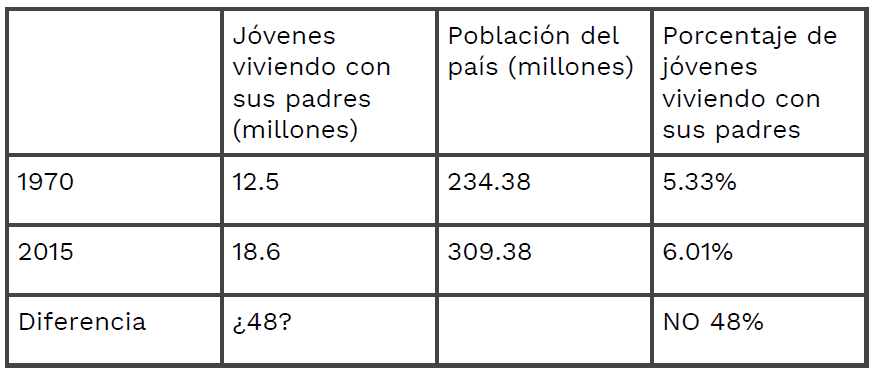 Jóvenes
viviendo con
sus padres
(millones)
Población del
país (millones)
Porcentaje de
jóvenes
viviendo con
sus padres
1970
12.5
234.38
5.33%
2015
18.6
309.38
6.01%
Diferencia
¿48?
NO 48%